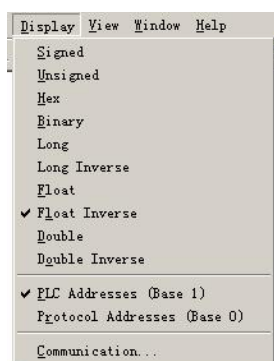 Display View Window Help
Signed
Unsigned
Hex
Binary
Long
Long Inverse
Float
✔ Float Inverse
Double
Double Inverse
✔ PLC Addresses (Base 1)
Protocol Addresses (Base 0)
Communication...